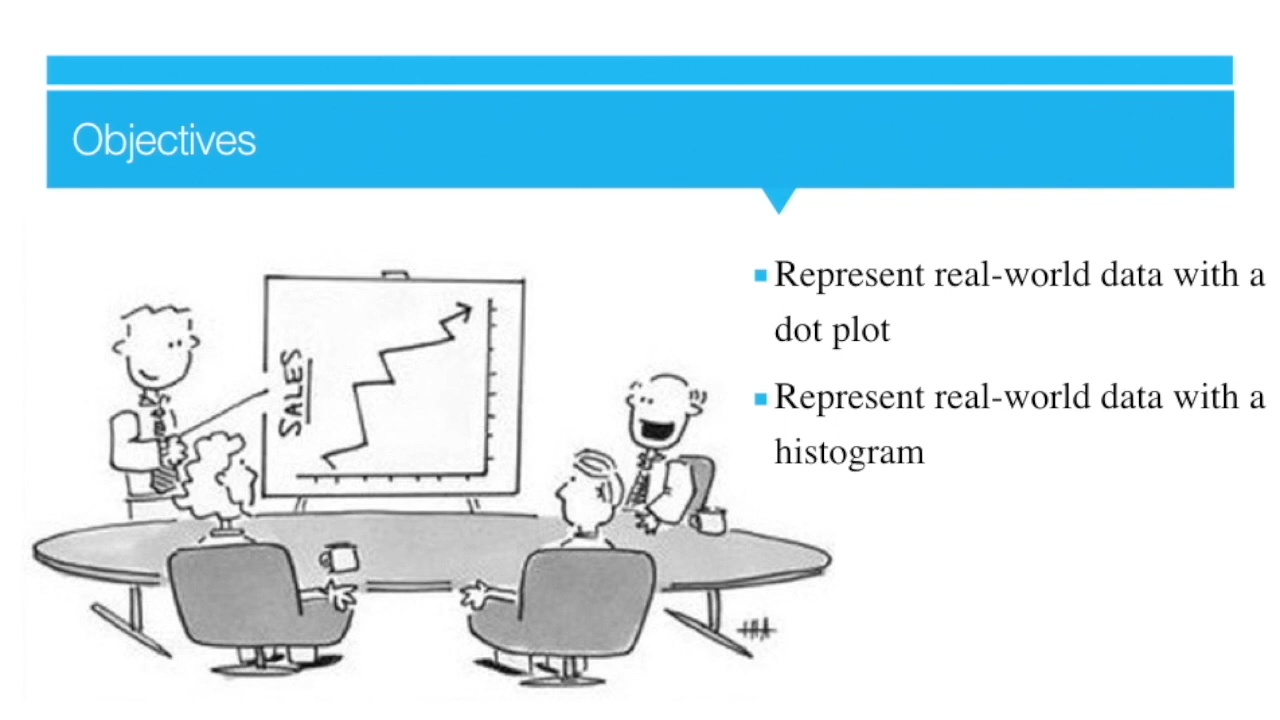 Objectives
SALES
Represent real-world data with a
dot plot
Represent real-world data with a
histogram